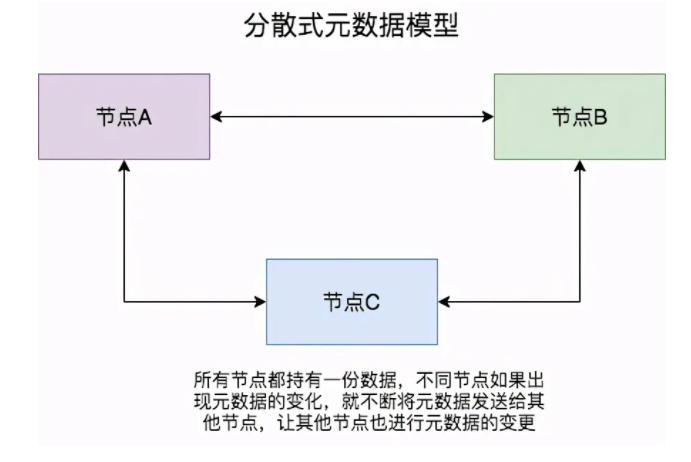 分散式元数据模型
节点A
节点B
节点C
所有节点都持有一份数据，不同节点如果出
现元数据的变化，就不断将元数据发送给其
他节点，让其他节点也进行元数据的变更